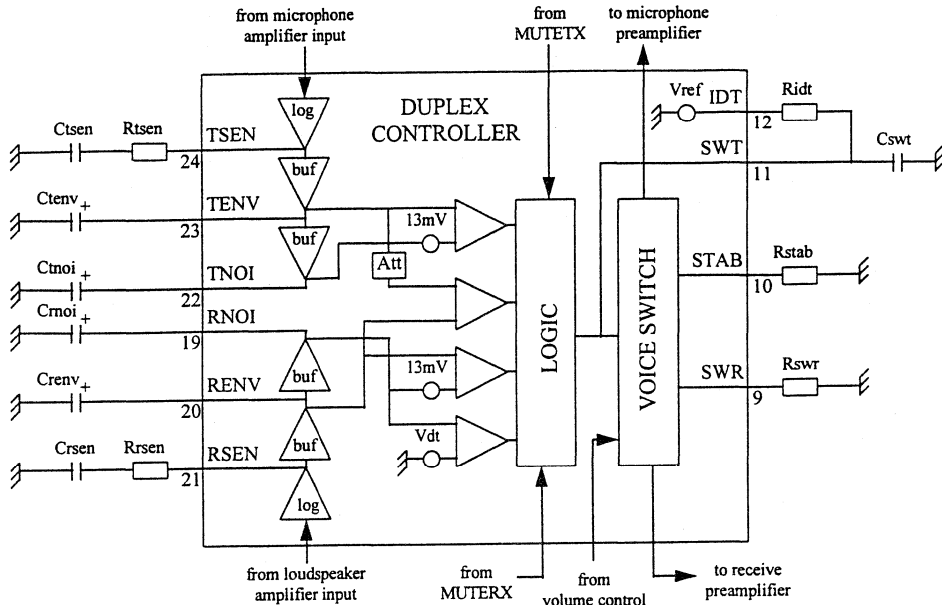 from microphone
amplifier input
from
MUTETX
to microphone
preamplifier
DUPLEX
CONTROLLER
log
Vref
IDT
12
Ridt
Ctsen
Rtsen
TSEN
24
SWT
11
Cswt
buf
Ctenv
+
TENV
23
buf
13mV
Att
Ctnoi
+
TNOI
22
STAB
10
Rstab
Crnoi
+
RNOI
19
LOGIC
VOICE SWITCH
buf
13mV
Crenv
+
RENV
20
SWR
9
Rswr
buf
Vdt
Crsen
Rrsen
RSEN
21
log
from loudspeaker
amplifier input
from
MUTERX
from
volume control
to receive
preamplifier